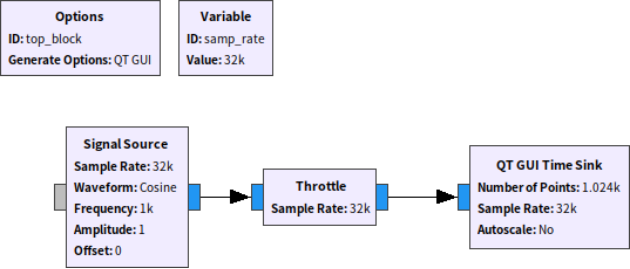 Options
ID: top_block
Generate Options: QT GUI
Variable
ID: samp_rate
Value: 32k
Signal Source
Sample Rate: 32k
Waveform: Cosine
Frequency: 1k
Amplitude: 1
Offset: 0
Throttle
Sample Rate: 32k
QT GUI Time Sink
Number of Points: 1.024k
Sample Rate: 32k
Autoscale: No